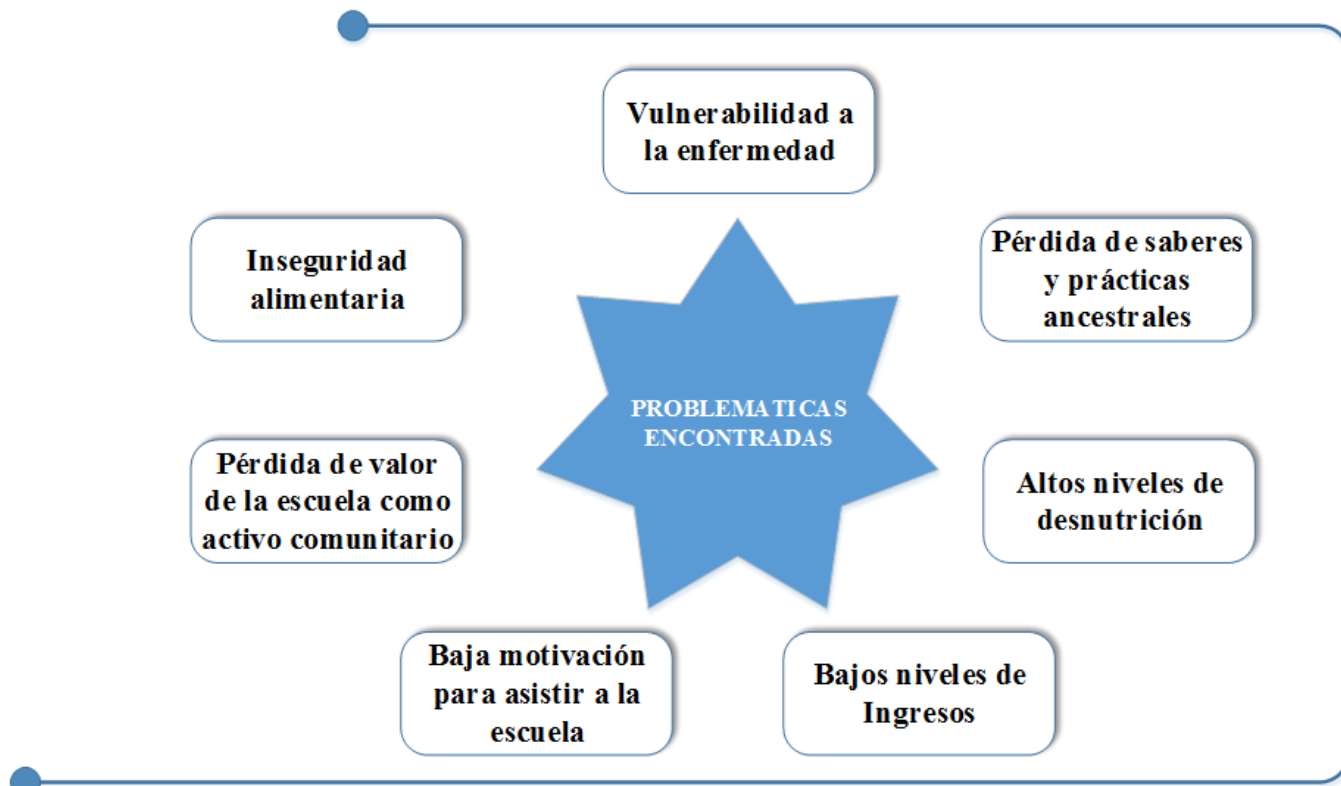 Vulnerabilidad a
la enfermedad
Inseguridad
alimentaria
Pérdida de saberes
y prácticas
ancestrales
PROBLEMATICAS
ENCONTRADAS
Pérdida de valor
de la escuela como
activo comunitario
Altos niveles de
desnutrición
Baja motivación
para asistir a la
escuela
Bajos niveles de
Ingresos